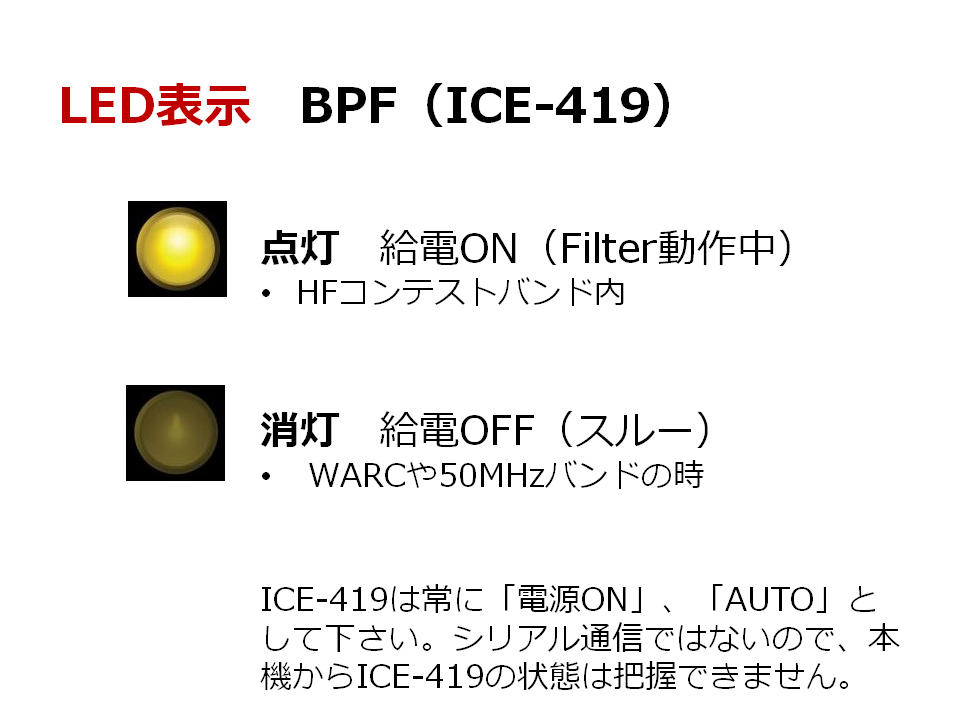 LED表示　BPF（ICE-419）
点灯　給電ON（Filter動作中）
• HFコンテストバンド内
消灯　給電OFF（スルー）
• WARCや50MHzバンドの時
ICE-419は常に「電源ON」、「AUTO」と
して下さい。シリアル通信ではないので、本
機からICE-419の状態は把握できません。